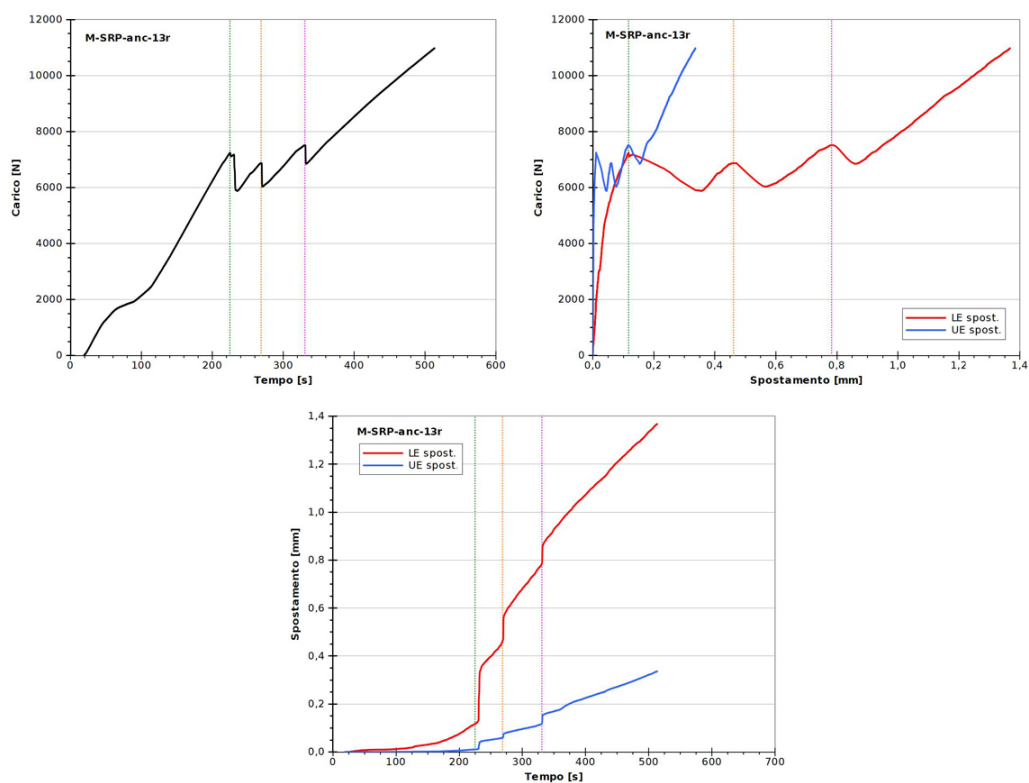 M-SRP-anc-13r
Carico [N]
12000
10000
8000
6000
4000
2000
0
0 100 200 300 400 500 600
Tempo [s]
M-SRP-anc-13r
Carico [N]
12000
10000
8000
6000
4000
2000
0
LE spost.
UE spost.
0,0 0,2 0,4 0,6 0,8 1,0 1,2 1,4
Spostamento [mm]
M-SRP-anc-13r
LE spost.
UE spost.
Spostamento [mm]
1,4
1,2
1,0
0,8
0,6
0,4
0,2
0,0
0 100 200 300 400 500 600 700
Tempo [s]